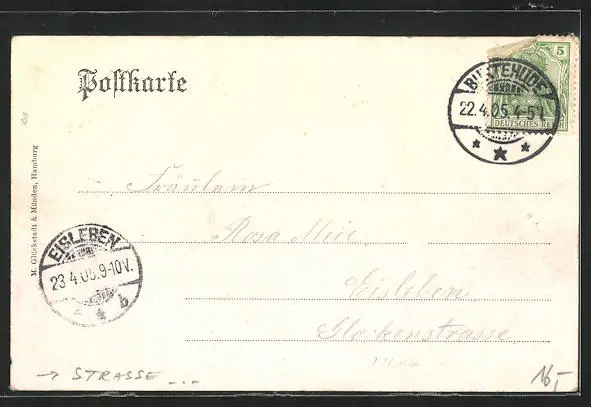 Postkarte
5
DEUTSCHES REICH
BUXTEHUDE
22.4.05.4-5N.
Fräulein
Rosa
Eisleben
Glockenstrasse
EISLEBEN
23.4.05.9-10V.
b
M. Glückstadt & Münden, Hamburg
→ STRASSE ...
16,-